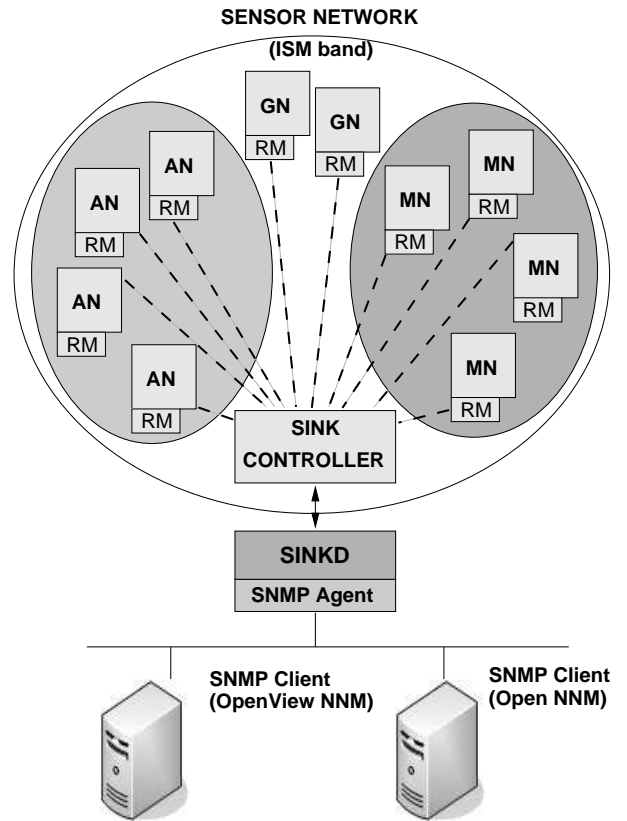 SENSOR NETWORK
(ISM band)
GN
RM
GN
RM
AN
RM
AN
RM
AN
RM
AN
RM
MN
RM
MN
RM
MN
RM
MN
RM
SINK
CONTROLLER
SINKD
SNMP Agent
SNMP Client
(OpenView NNM)
SNMP Client
(Open NNM)